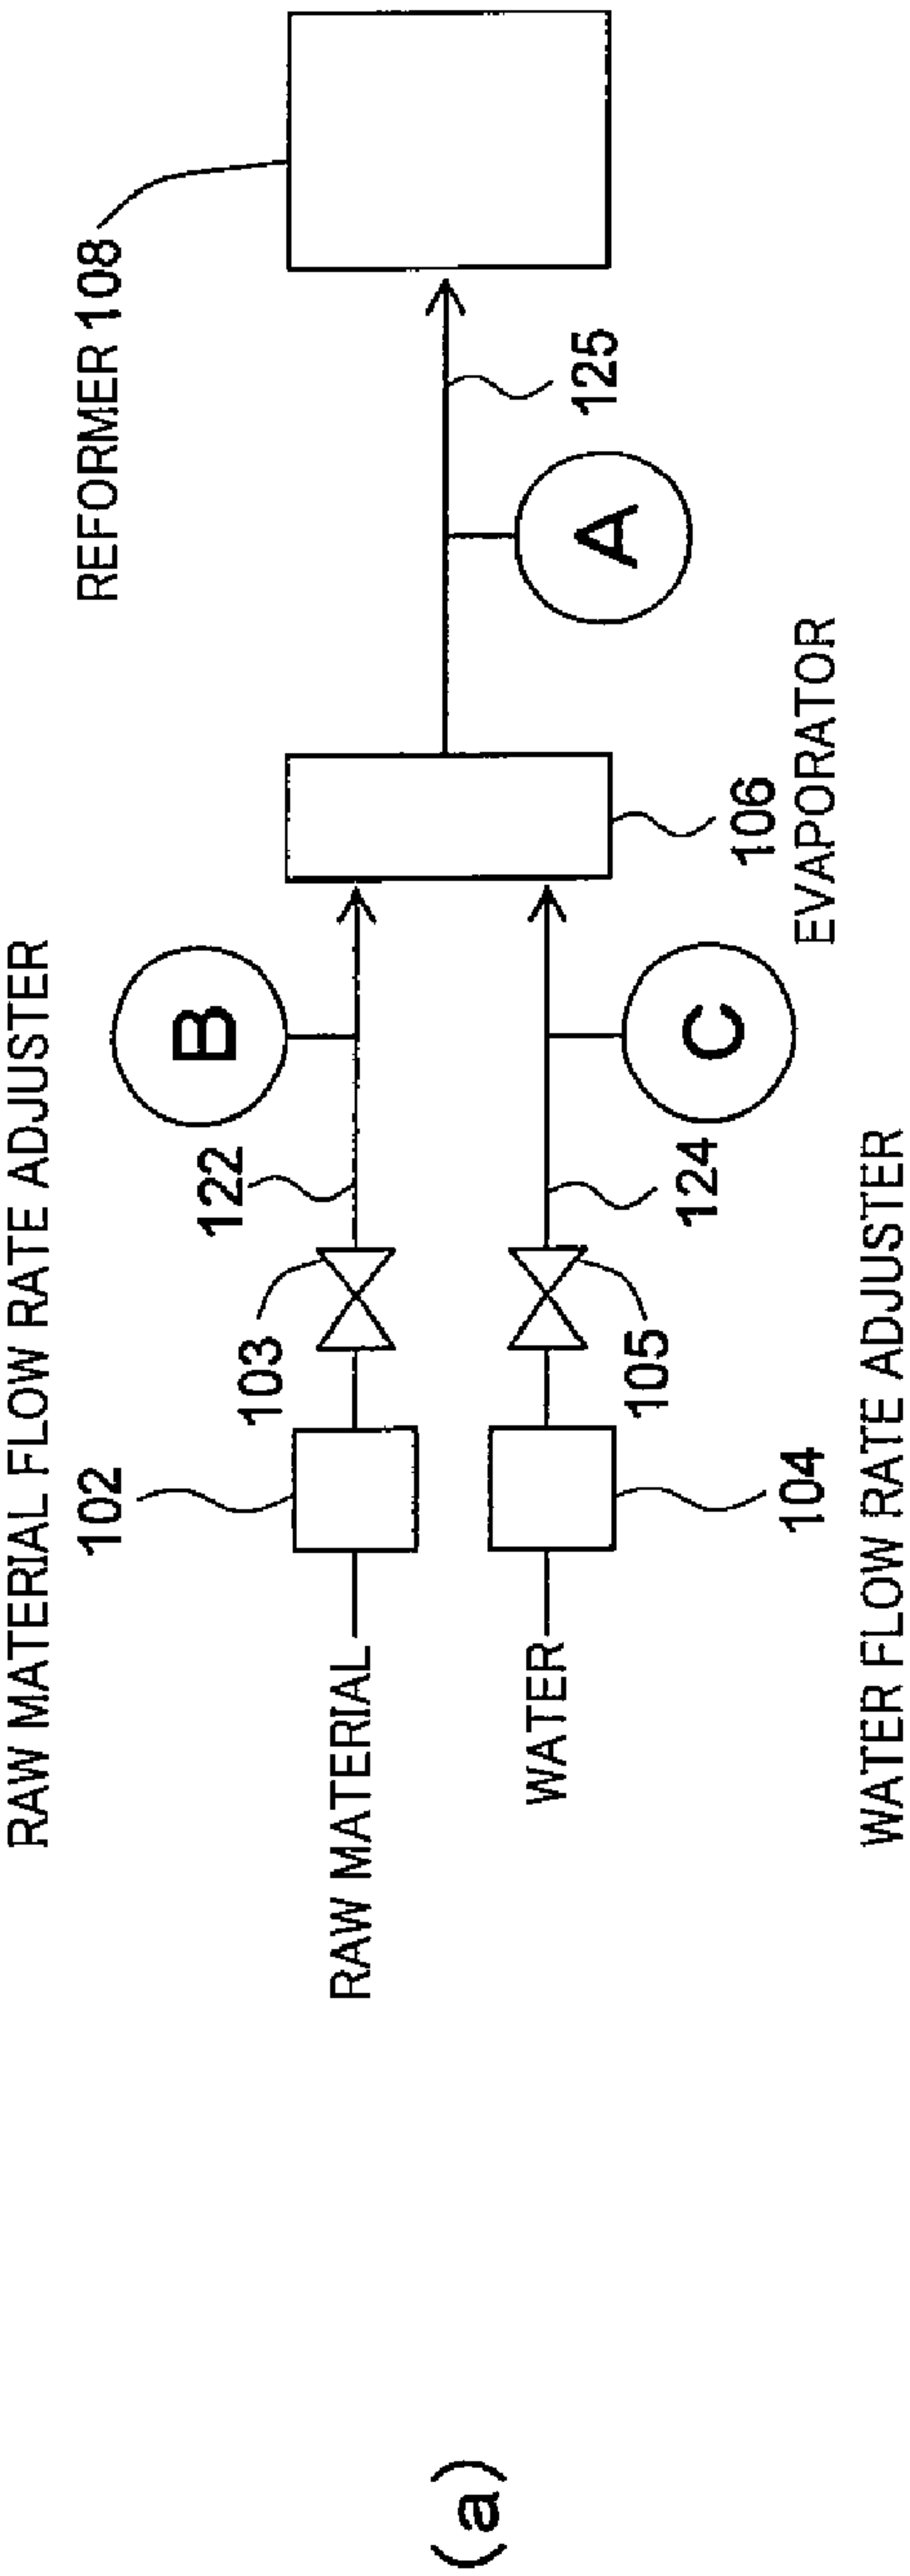 (a)
RAW MATERIAL FLOW RATE ADJUSTER
REFORMER 108
102
B
103
122
RAW MATERIAL
125
WATER
A
105
124
106
C
104
EVAPORATOR
WATER FLOW RATE ADJUSTER